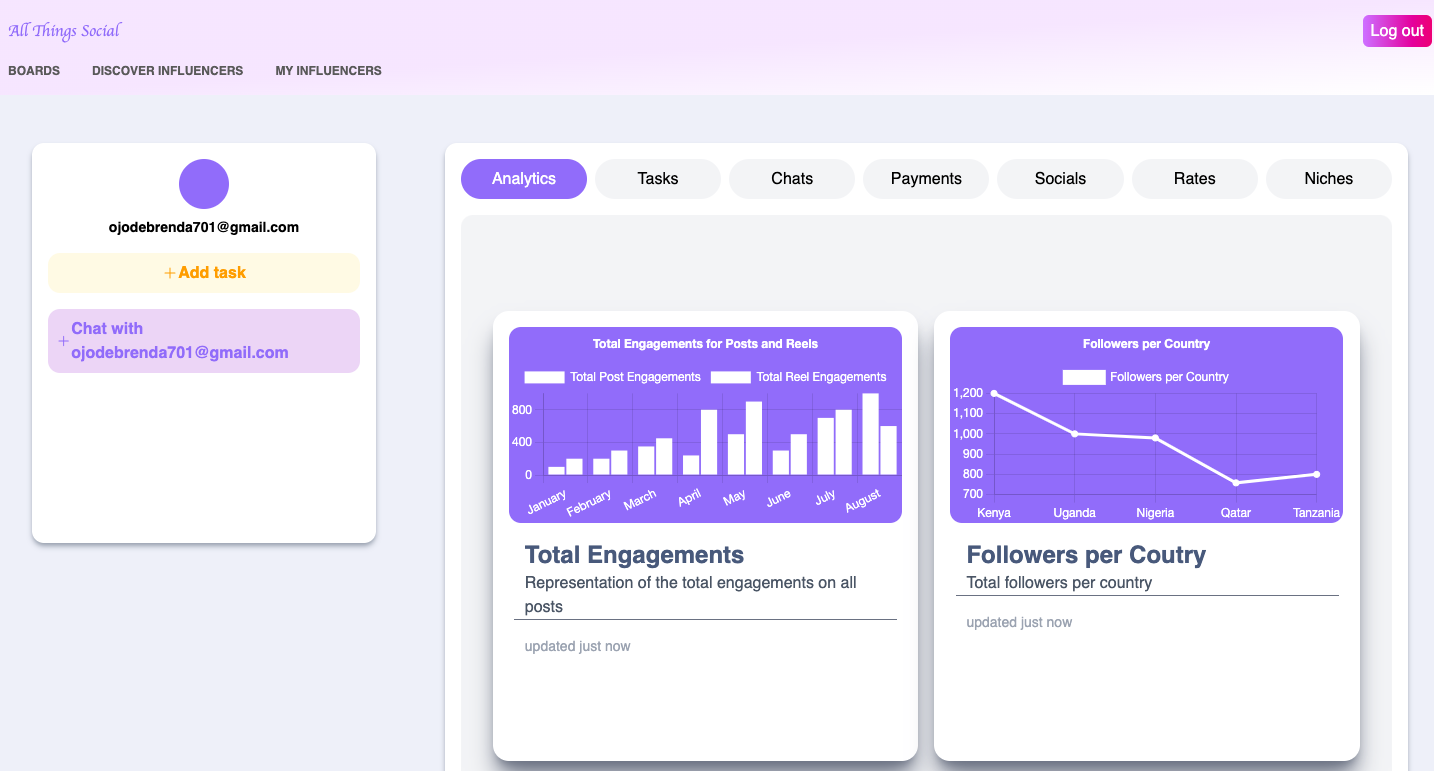 All Things Social
Log out
BOARDS DISCOVER INFLUENCERS MY INFLUENCERS
ojodebrenda701@gmail.com
+Add task
+ Chat with
ojodebrenda701@gmail.com
Analytics Tasks Chats Payments Socials Rates Niches
Total Engagements for Posts and Reels
Total Post Engagements Total Reel Engagements
800
400
0
January February March April May June July August
Total Engagements
Representation of the total engagements on all
posts
updated just now
Followers per Country
Followers per Country
1,200
1,100
1,000
900
800
700
Kenya Uganda Nigeria Qatar Tanzania
Followers per Coutry
Total followers per country
updated just now